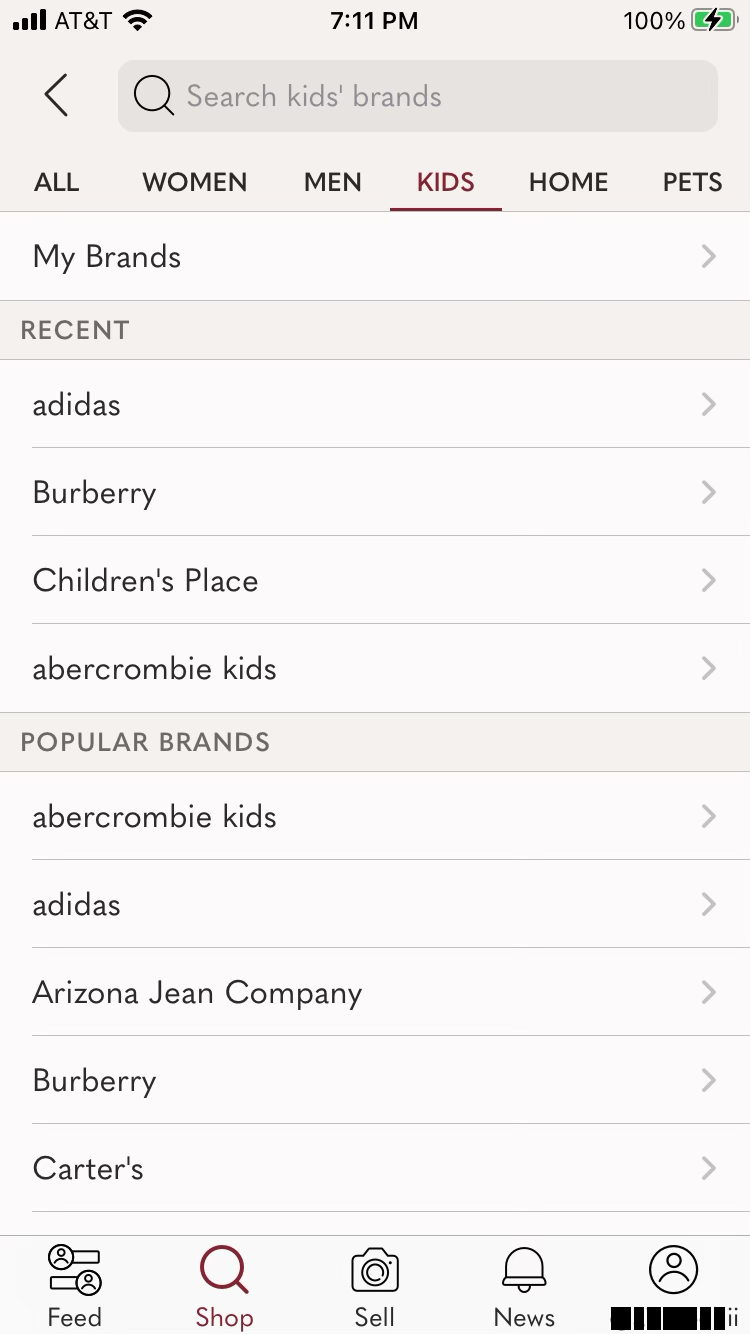 AT&T 7:11 PM 100%
Search kids' brands
ALL WOMEN MEN KIDS HOME PETS
My Brands
RECENT
adidas
Burberry
Children's Place
abercrombie kids
POPULAR BRANDS
abercrombie kids
adidas
Arizona Jean Company
Burberry
Carter's
Feed Shop Sell News